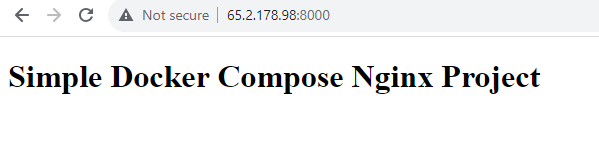 Not secure | 65.2.178.98:8000
Simple Docker Compose Nginx Project